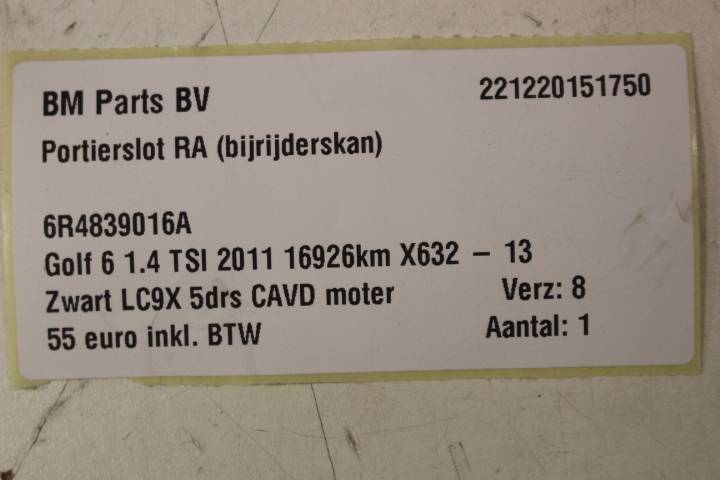 BM Parts BV 221220151750
Portierslot RA (bijrijderskan)
6R4839016A
Golf 6 1.4 TSI 2011 16926km X632 – 13
Zwart LC9X 5drs CAVD moter Verz: 8
55 euro inkl. BTW Aantal: 1